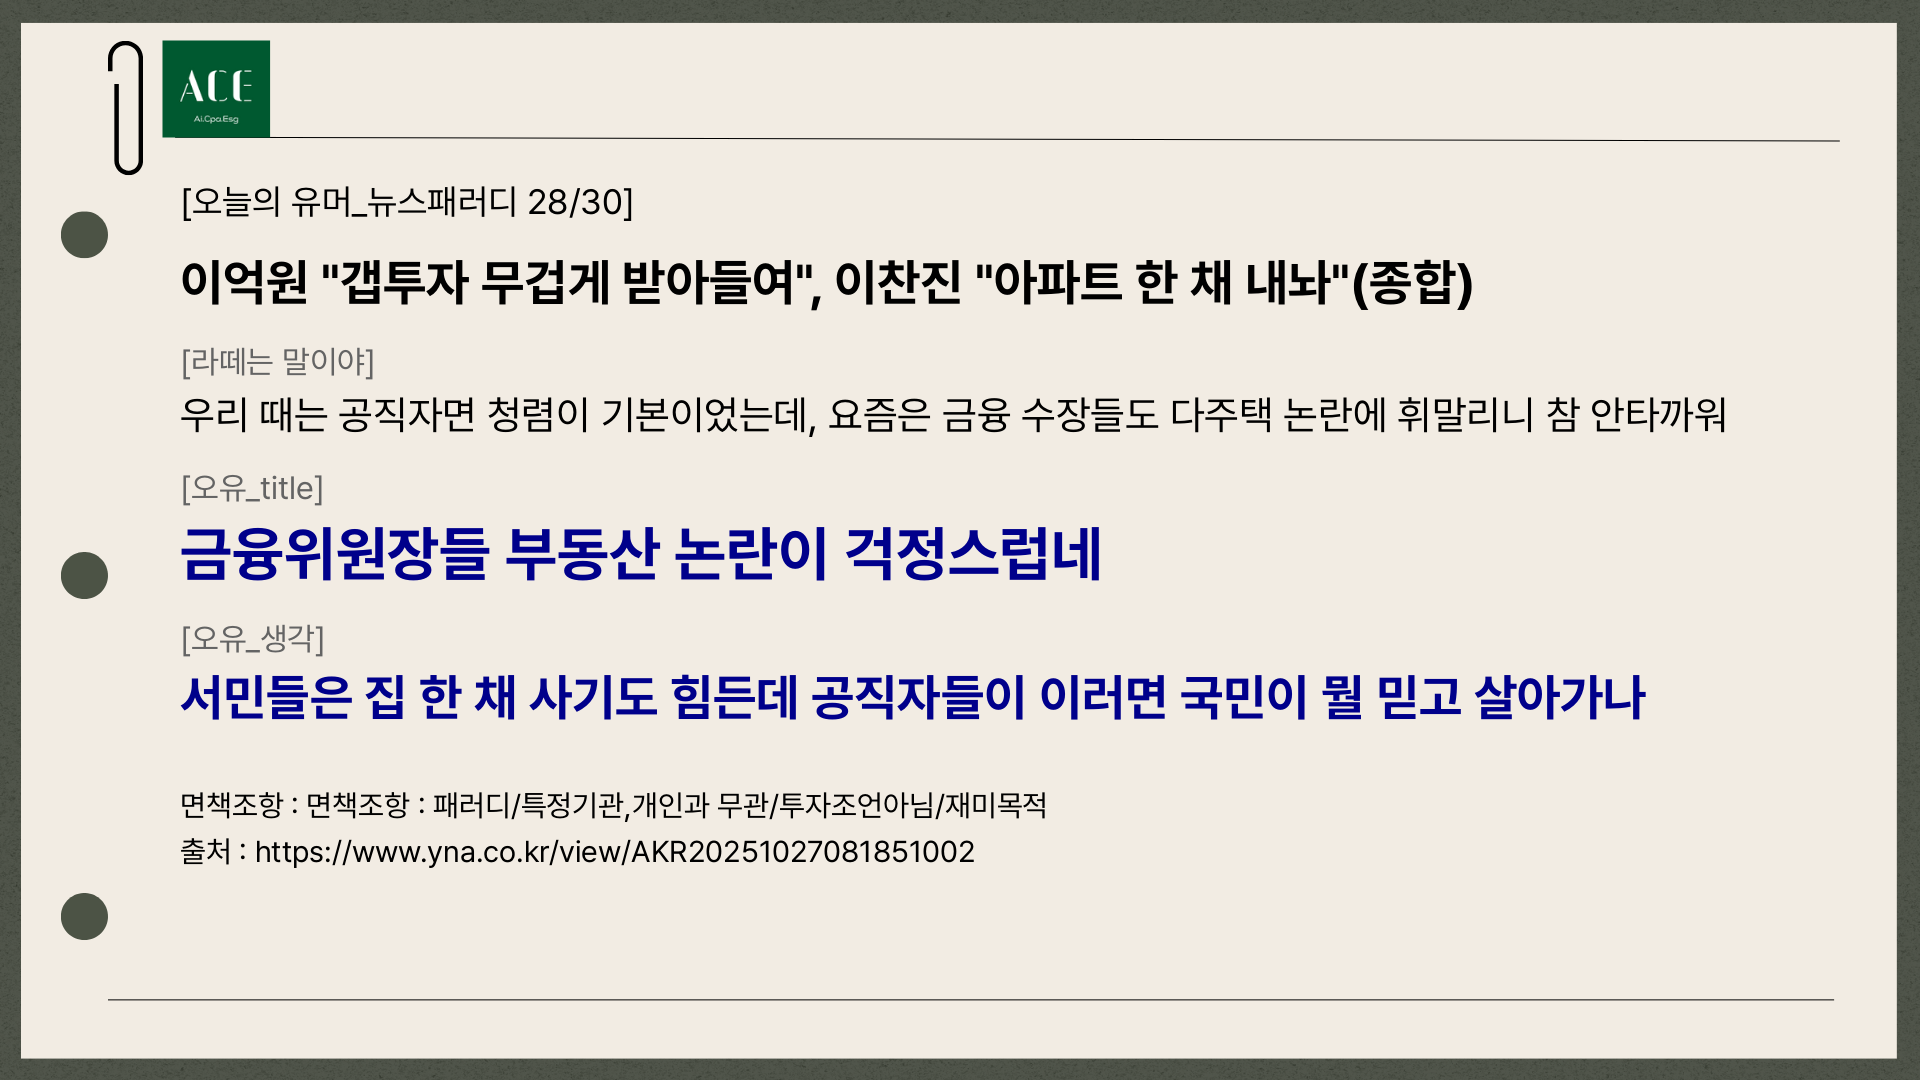 ACE
Ai.Cpa.Esg
[오늘의 유머_뉴스패러디 28/30]
이억원 "갭투자 무겁게 받아들여", 이찬진 "아파트 한 채 내놔"(종합)
[라떼는 말이야]
우리 때는 공직자면 청렴이 기본이었는데, 요즘은 금융 수장들도 다주택 논란에 휘말리니 참 안타까워
[오유_title]
금융위원장들 부동산 논란이 걱정스럽네
[오유_생각]
서민들은 집 한 채 사기도 힘든데 공직자들이 이러면 국민이 뭘 믿고 살아가나
면책조항 : 면책조항 : 패러디/특정기관,개인과 무관/투자조언아님/재미목적
출처 : https://www.yna.co.kr/view/AKR20251027081851002